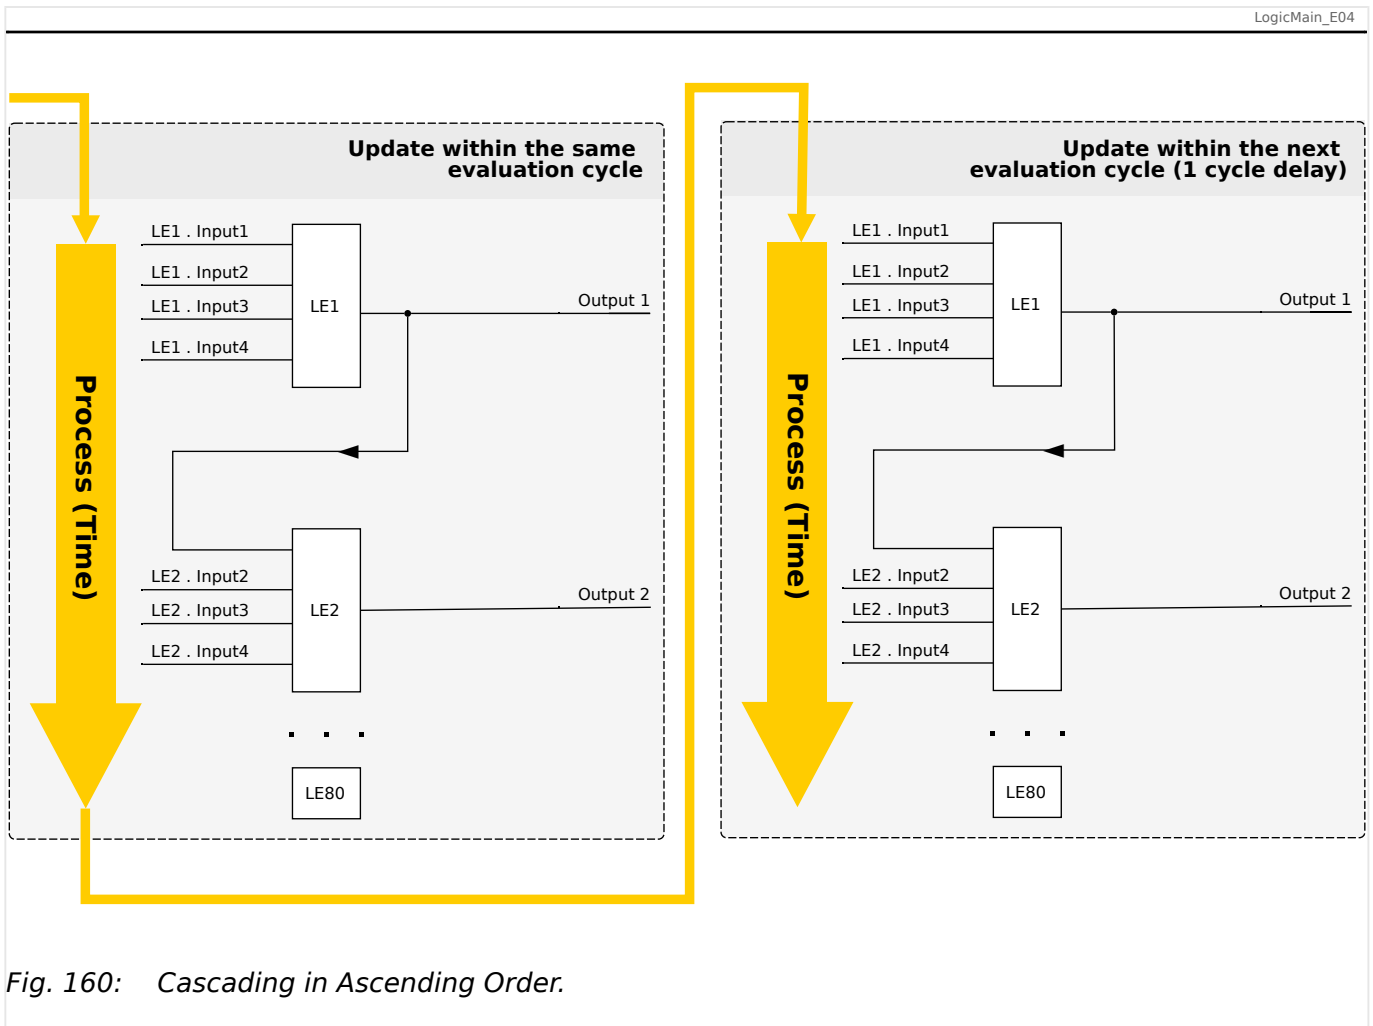 LogicMain_E04
Update within the same
evaluation cycle
LE1 . Input1
LE1 . Input2
LE1 . Input3
LE1 . Input4
LE1
Output 1
Process (Time)
LE2 . Input2
LE2 . Input3
LE2 . Input4
LE2
Output 2
. . .
LE80
Update within the next
evaluation cycle (1 cycle delay)
LE1 . Input1
LE1 . Input2
LE1 . Input3
LE1 . Input4
LE1
Output 1
Process (Time)
LE2 . Input2
LE2 . Input3
LE2 . Input4
LE2
Output 2
. . .
LE80
Fig. 160: Cascading in Ascending Order.